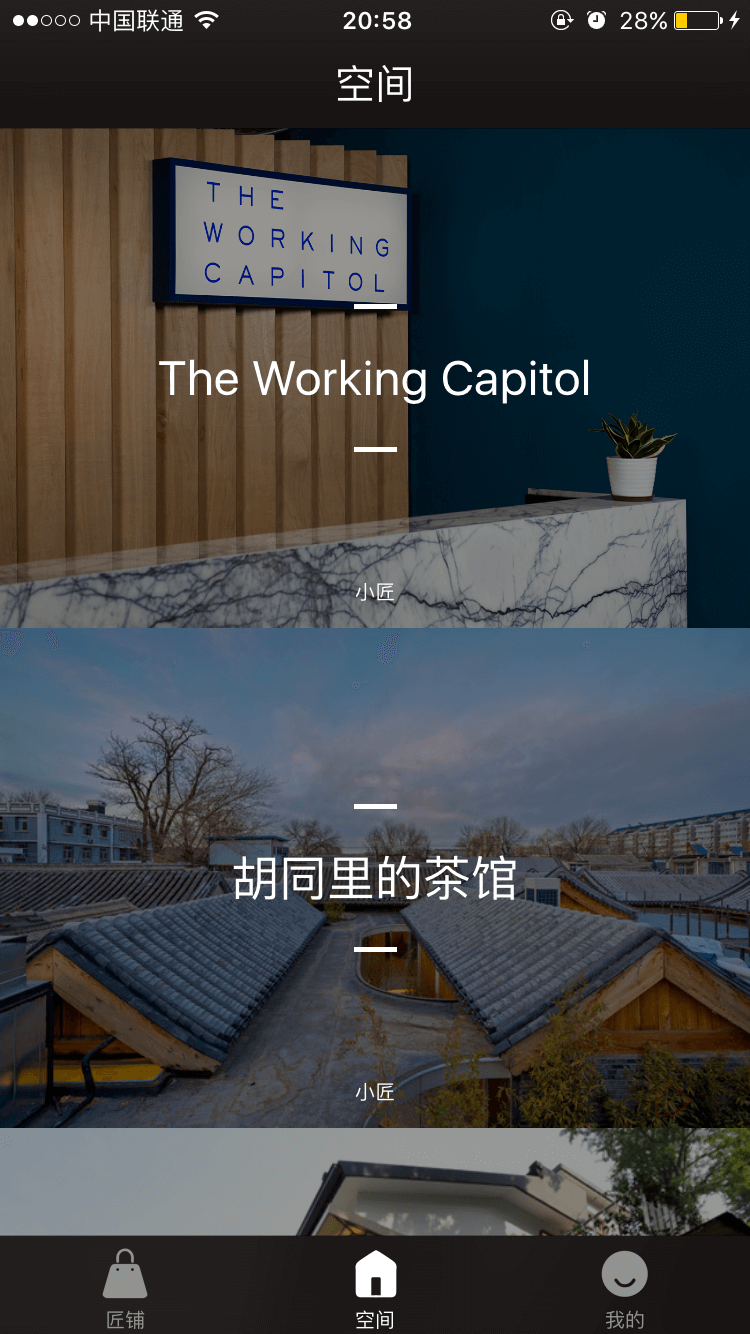 中国联通
20:58
28%
空间
THE
WORKING
CAPITOL
The Working Capitol
小匠
胡同里的茶馆
小匠
匠铺
空间
我的